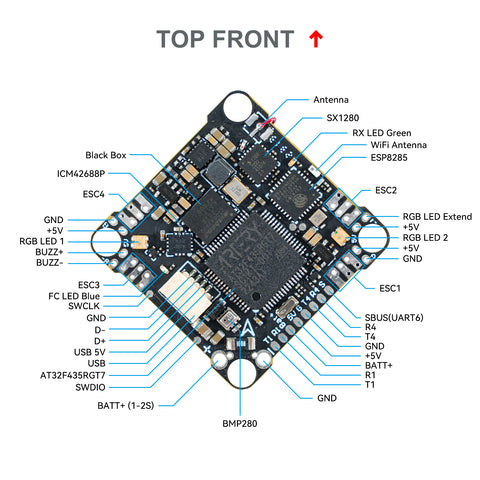 TOP FRONT
Antenna
SX1280
RX LED Green
WiFi Antenna
ESP8285
Black Box
ICM42688P
ESC4
GND
+5V
RGB LED 1
BUZZ+
BUZZ-
ESC3
FC LED Blue
SWCLK
GND
D-
D+
USB 5V
USB
AT32F435RGT7
SWDIO
BATT+ (1-2S)
BMP280
ESC2
RGB LED Extend
+5V
RGB LED 2
+5V
GND
ESC1
SBUS(UART6)
R4
T4
GND
+5V
BATT+
R1
T1
GND